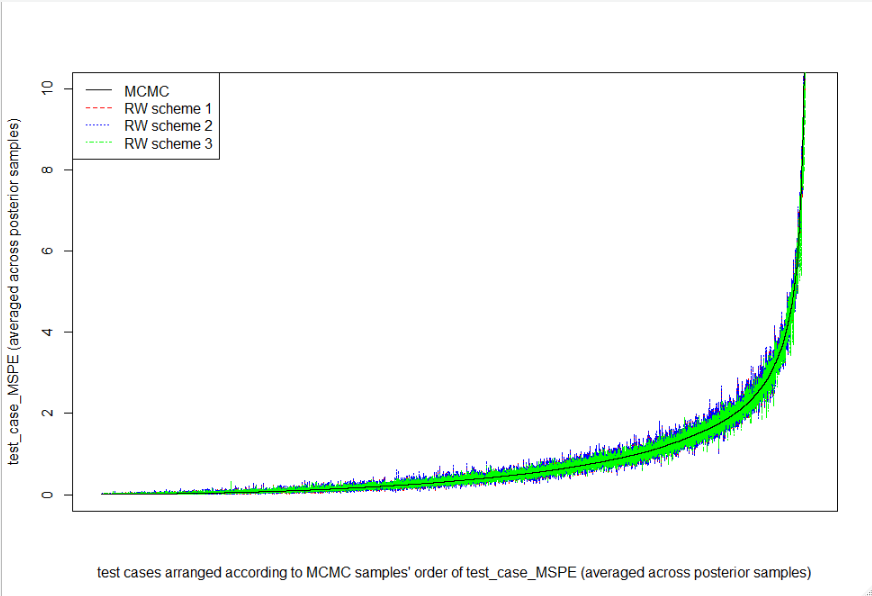 MCMC
RW scheme 1
RW scheme 2
RW scheme 3
10
8
6
4
2
0
test_case_MSPE (averaged across posterior samples)
test cases arranged according to MCMC samples' order of test_case_MSPE (averaged across posterior samples)